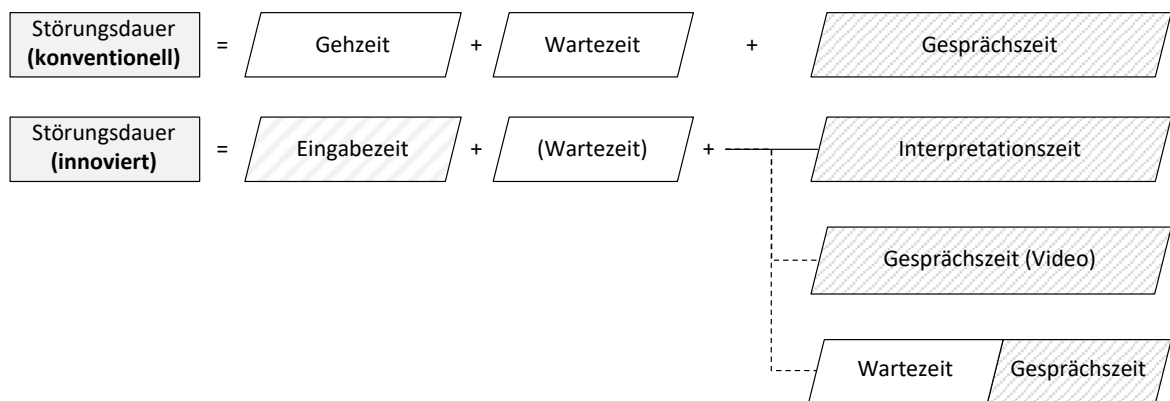 Störungsdauer
(konventionell)
=
Gehzeit
+
Wartezeit
+
Gesprächszeit
Störungsdauer
(innoviert)
=
Eingabezeit
+
(Wartezeit)
+
Interpretationszeit
Gesprächszeit (Video)
Wartezeit
Gesprächszeit